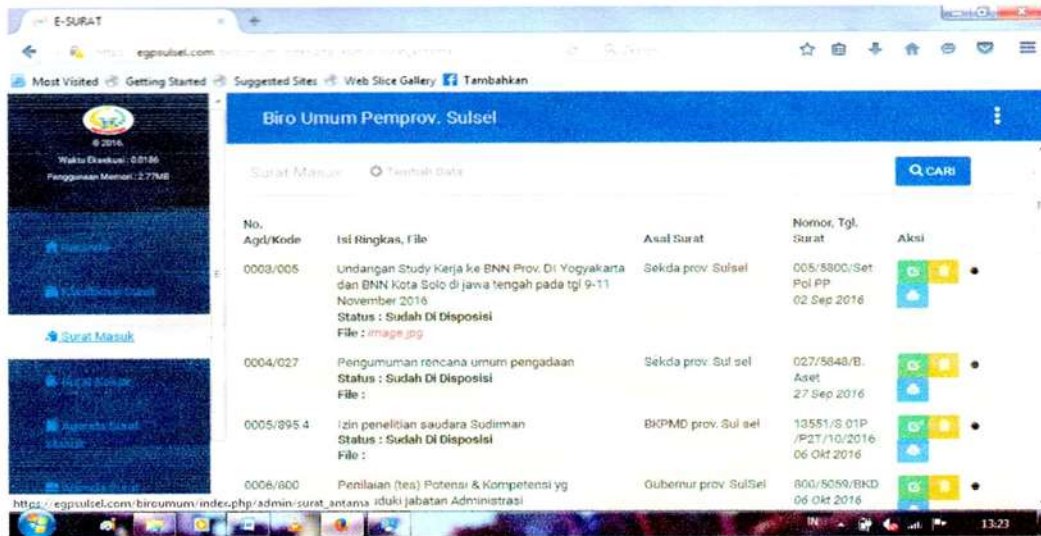 E-SURAT
egpsulsel.com
Most Visited Getting Started Suggested Sites Web Slice Gallery Tambahkan
© 2016
Waktu Eksekusi : 0.0186
Penggunaan Memori : 2.77MB
Biro Umum Pemprov. Sulsel
Surat Masuk Tambah Data
CARI
Beranda
Surat Masuk
Surat Keluar
No. Agd/Kode Isi Ringkas, File Asal Surat Nomor, Tgl. Surat Aksi
0003/005 Undangan Study Kerja ke BNN Prov. DI Yogyakarta Sekda prov. Sulsel 005/5800/Set
dan BNN Kota Solo di jawa tengah pada tgl 9-11 Pol PP
November 2016 02 Sep 2016
Status : Sudah Di Disposisi
File : image.jpg
0004/027 Pengumuman rencana umum pengadaan Sekda prov. Sul sel 027/5848/B.
Status : Sudah Di Disposisi Aset
File : 27 Sep 2016
0005/895.4 Izin penelitian saudara Sudirman BKPMD prov. Sul sel 13551/S.01P
Status : Sudah Di Disposisi /P2T/10/2016
File : 06 Okt 2016
0006/800 Penilaian (tes) Potensi & Kompetensi yg Gubernur prov. SulSel 800/5059/BKD
uduki jabatan Administrasi 06 Okt 2016
https://egpsulsel.com/biroumum/index.php/admin/surat_antama
IN 13:23